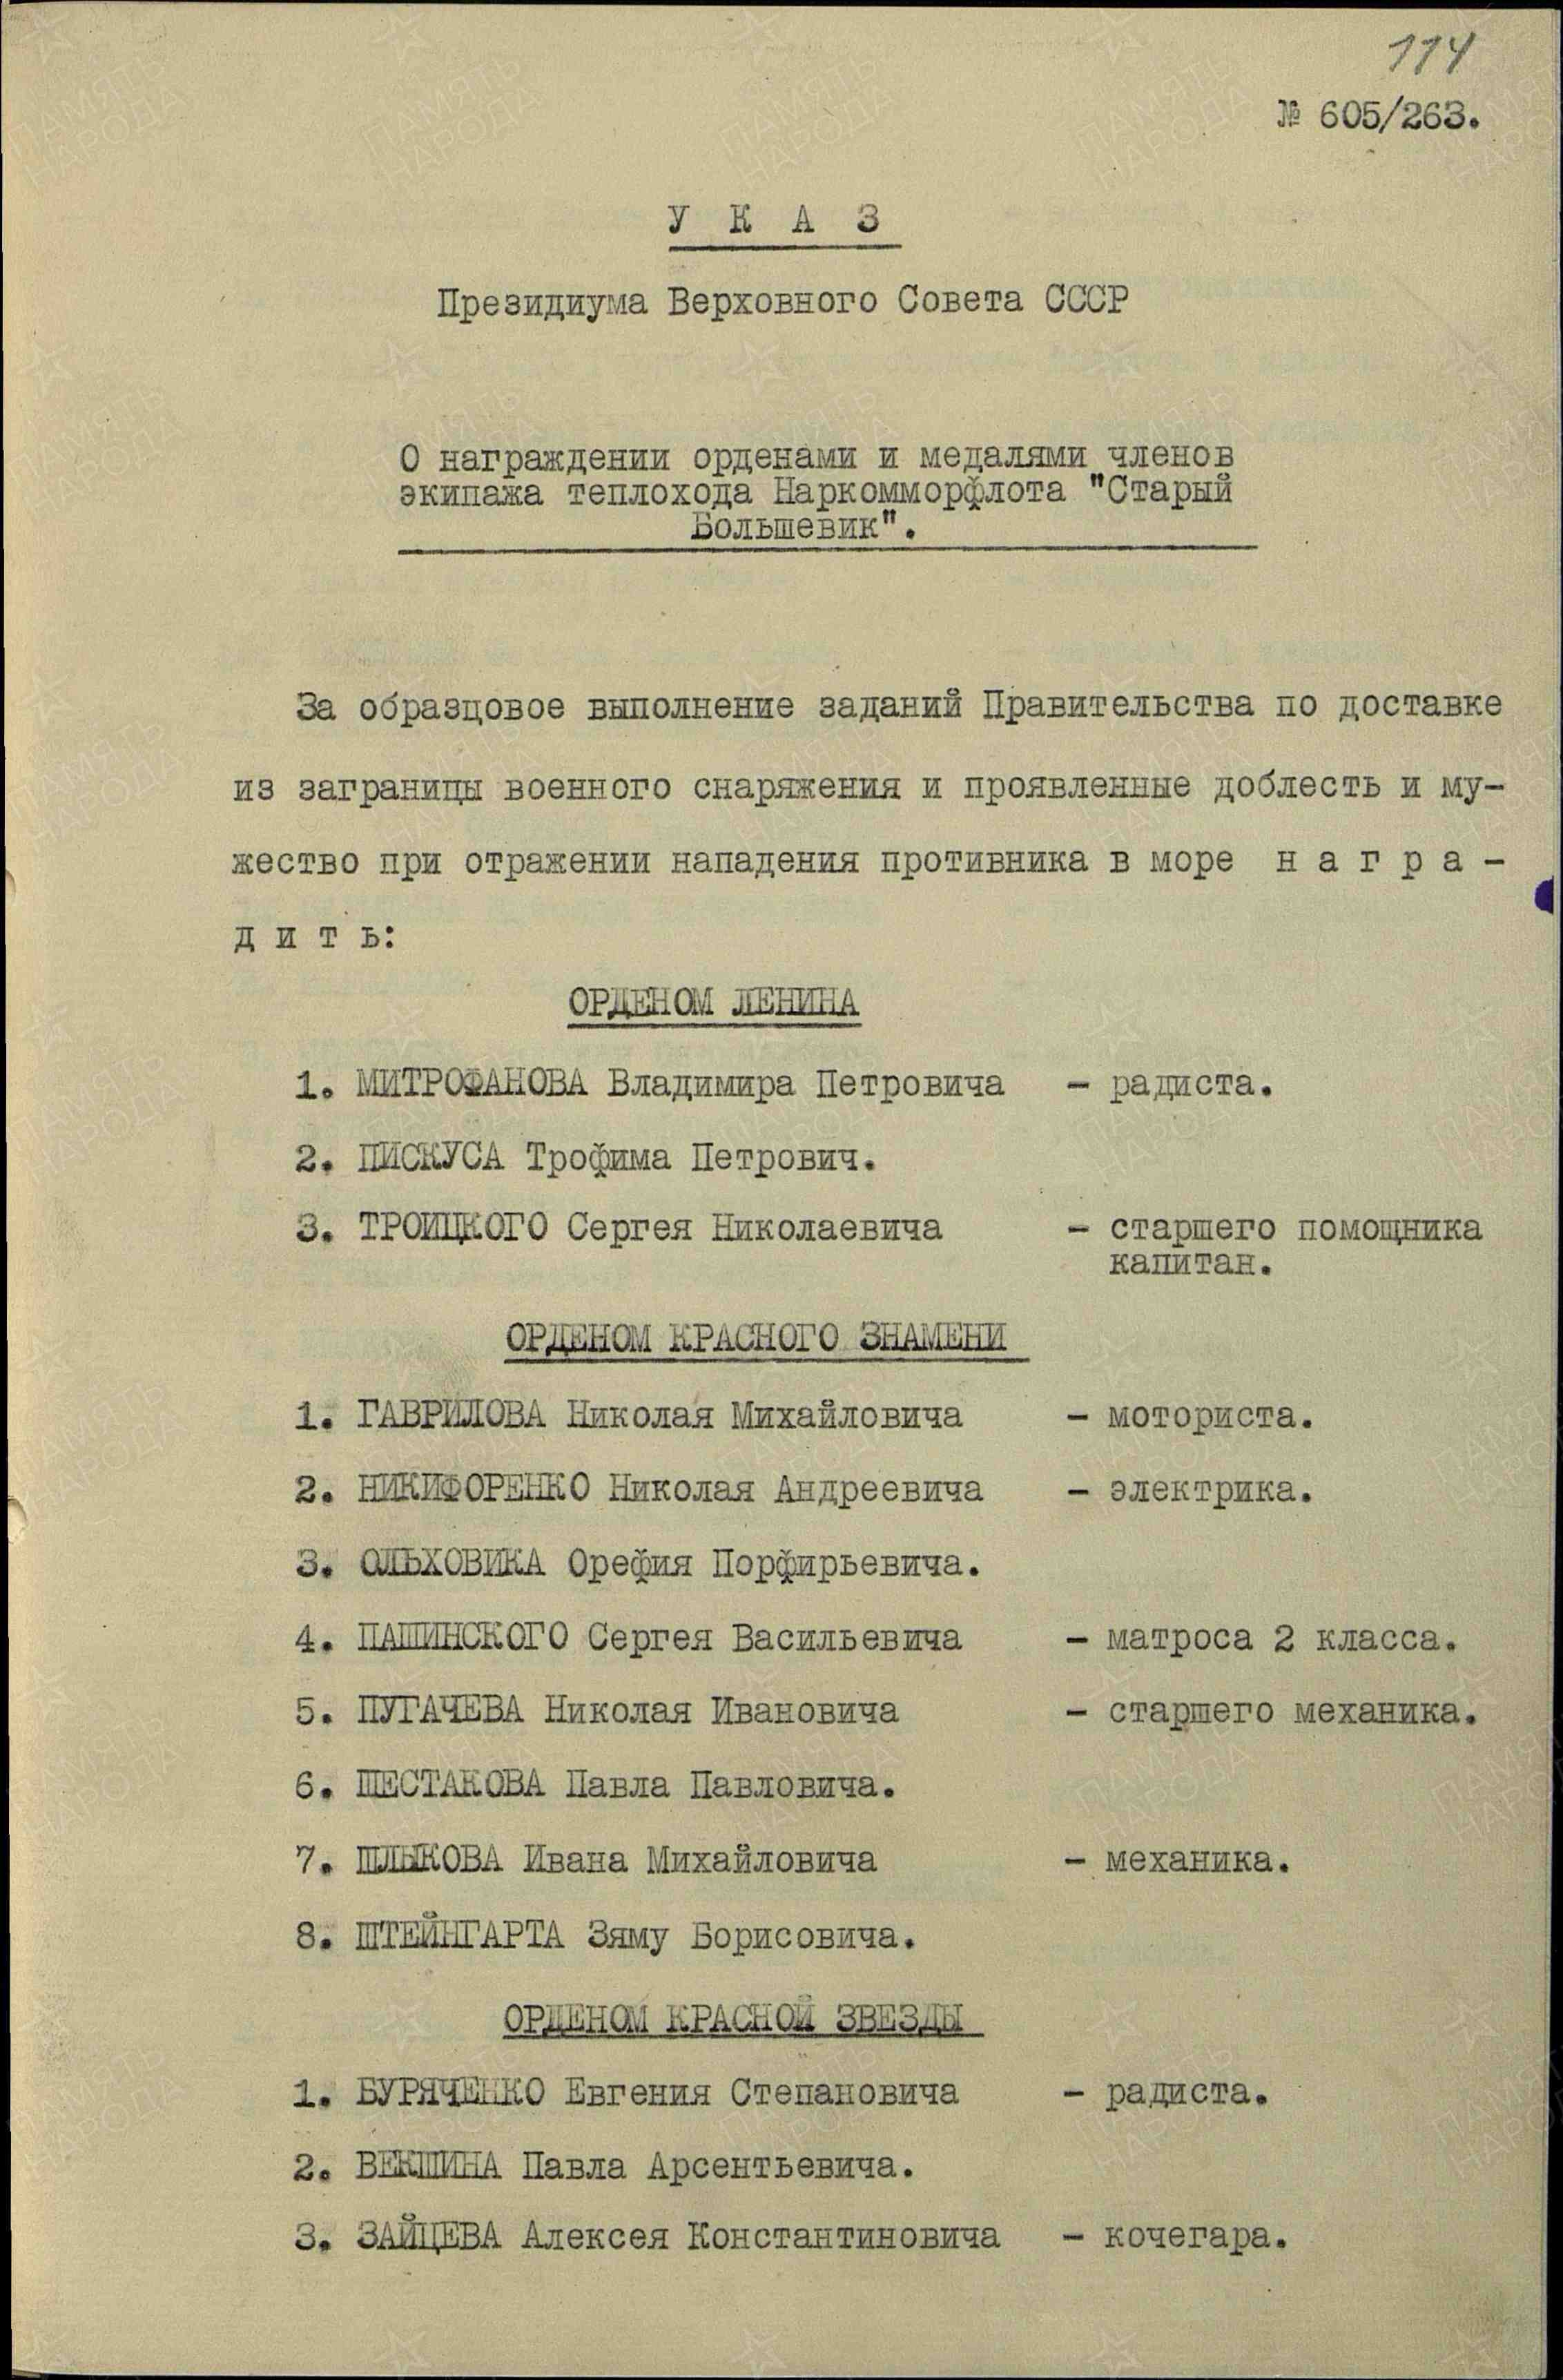 114
№ 605/263.
У К А З
Президиума Верховного Совета СССР
О награждении орденами и медалями членов
экипажа теплохода Наркомморфлота "Старый
Большевик".
За образцовое выполнение заданий Правительства по доставке
из заграницы военного снаряжения и проявленные доблесть и му-
жество при отражении нападения противника в море н а г р а -
д и т ь:
ОРДЕНОМ ЛЕНИНА
1. МИТРОФАНОВА Владимира Петровича - радиста.
2. ПИСКУСА Трофима Петрович.
3. ТРОИЦКОГО Сергея Николаевича - старшего помощника
капитан.
ОРДЕНОМ КРАСНОГО ЗНАМЕНИ
1. ГАВРИЛОВА Николая Михайловича - моториста.
2. НИКИФОРЕНКО Николая Андреевича - электрика.
3. ОЛЬХОВИКА Орефия Порфирьевича.
4. ПАШИНСКОГО Сергея Васильевича - матроса 2 класса.
5. ПУГАЧЕВА Николая Ивановича - старшего механика.
6. ШЕСТАКОВА Павла Павловича.
7. ШЛЫКОВА Ивана Михайловича - механика.
8. ШТЕЙНГАРТА Зяму Борисовича.
ОРДЕНОМ КРАСНОЙ ЗВЕЗДЫ
1. БУРЯЧЕНКО Евгения Степановича - радиста.
2. ВЕКШИНА Павла Арсентьевича.
3. ЗАЙЦЕВА Алексея Константиновича - кочегара.